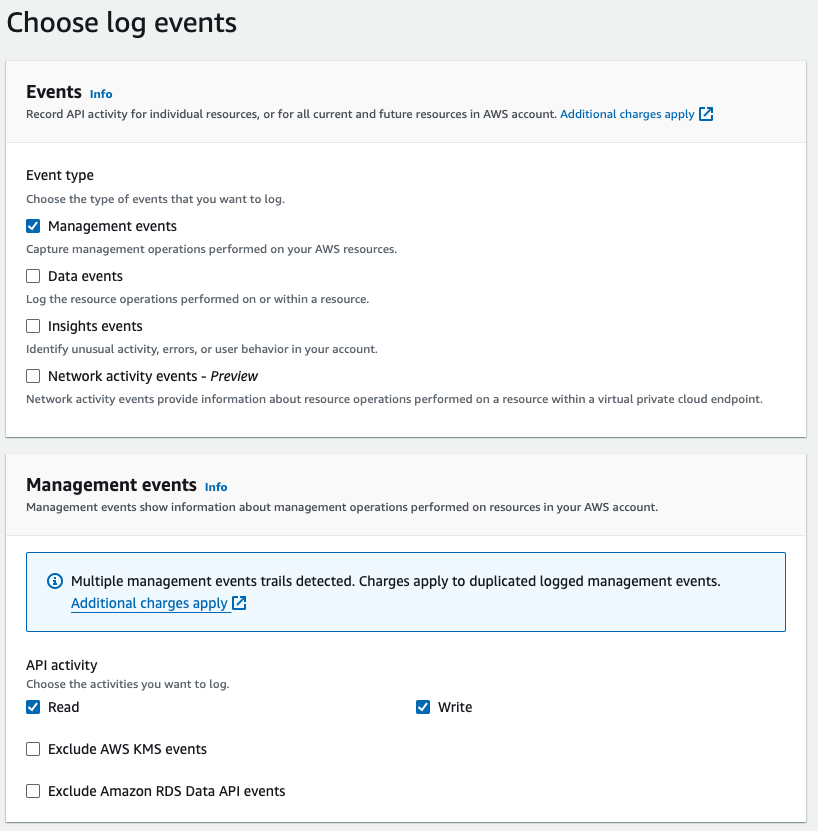 Choose log events
Events Info
Record API activity for individual resources, or for all current and future resources in AWS account. Additional charges apply
Event type
Choose the type of events that you want to log.
Management events
Capture management operations performed on your AWS resources.
Data events
Log the resource operations performed on or within a resource.
Insights events
Identify unusual activity, errors, or user behavior in your account.
Network activity events - Preview
Network activity events provide information about resource operations performed on a resource within a virtual private cloud endpoint.
Management events Info
Management events show information about management operations performed on resources in your AWS account.
Multiple management events trails detected. Charges apply to duplicated logged management events.
Additional charges apply
API activity
Choose the activities you want to log.
Read Write
Exclude AWS KMS events
Exclude Amazon RDS Data API events